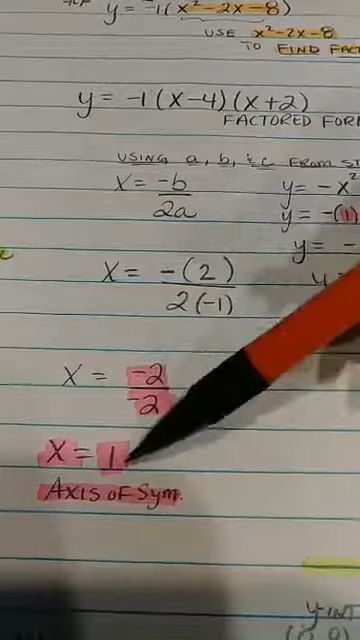 y = -1(x²-2x-8)
USE x²-2x-8
TO FIND FAC
y = -1(x-4)(x+2)
FACTORED FOR
USING a, b, & c FROM ST
x = -b
2a
y = -x²
y = -(1)
y = -
x = -(2)
2(-1)
x = -2
-2
x = 1
AXIS OF SYM.
y-int